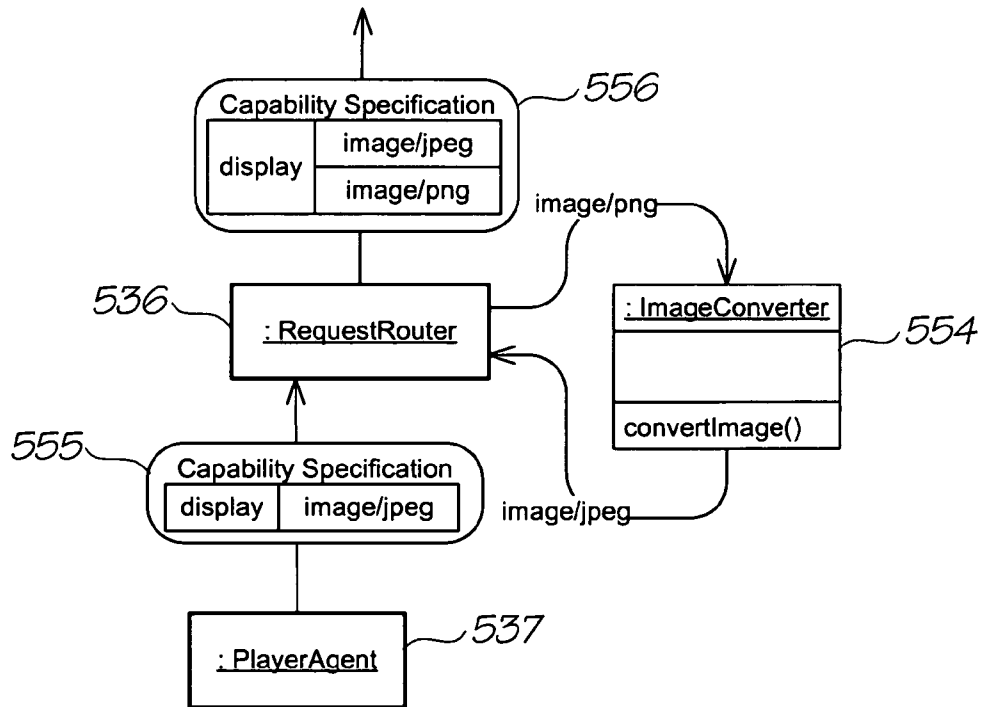 Capability Specification
556
display
image/jpeg
image/png
image/png
536
: RequestRouter
: ImageConverter
554
convertImage()
555
Capability Specification
display
image/jpeg
image/jpeg
537
: PlayerAgent